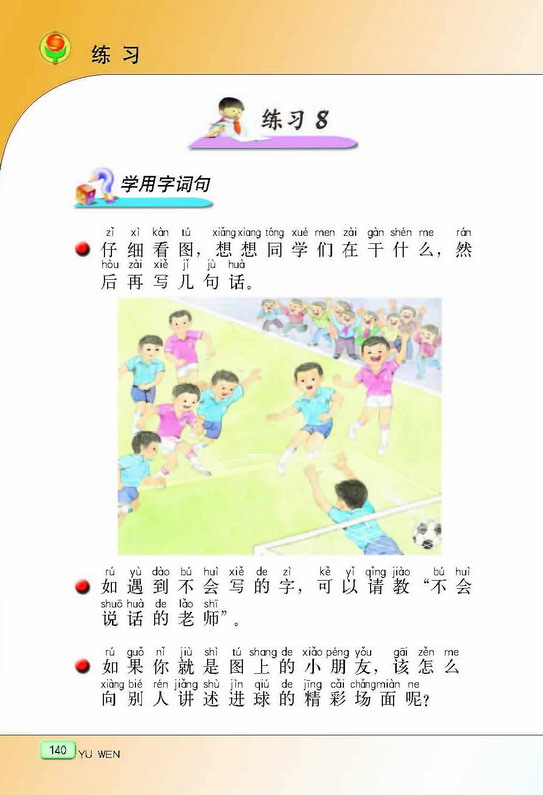 练习
练习 8
学用字词句
zǐ xì kàn tú xiǎng xiang tóng xué men zài gàn shén me rán
仔细看图，想想同学们在干什么，然
hòu zài xiě jǐ jù huà
后再写几句话。
rú yù dào bú huì xiě de zì kě yǐ qǐng jiào bú huì
如遇到不会写的字，可以请教“不会
shuō huà de lǎo shī
说话的老师”。
rú guǒ nǐ jiù shì tú shang de xiǎo péng yǒu gāi zěn me
如果你就是图上的小朋友，该怎么
xiàng bié rén jiǎng shù jìn qiú de jīng cǎi chǎng miàn ne
向别人讲述进球的精彩场面呢？
140 YU WEN